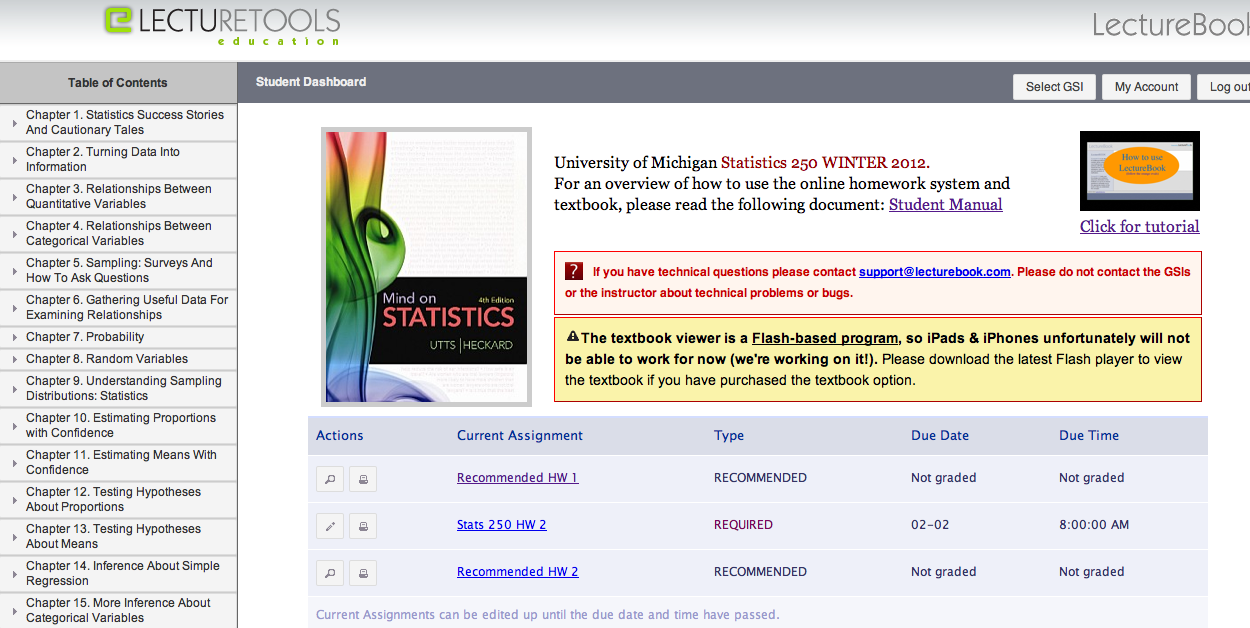 LECTURETOOLS
education
LectureBook
Table of Contents
Student Dashboard
Select GSI
My Account
Log out
Chapter 1. Statistics Success Stories
And Cautionary Tales
Chapter 2. Turning Data Into
Information
Chapter 3. Relationships Between
Quantitative Variables
Chapter 4. Relationships Between
Categorical Variables
Chapter 5. Sampling: Surveys And
How To Ask Questions
Chapter 6. Gathering Useful Data For
Examining Relationships
Chapter 7. Probability
Chapter 8. Random Variables
Chapter 9. Understanding Sampling
Distributions: Statistics
Chapter 10. Estimating Proportions
with Confidence
Chapter 11. Estimating Means With
Confidence
Chapter 12. Testing Hypotheses
About Proportions
Chapter 13. Testing Hypotheses
About Means
Chapter 14. Inference About Simple
Regression
Chapter 15. More Inference About
Categorical Variables
Mind on
4th Edition
STATISTICS
UTTS | HECKARD
University of Michigan Statistics 250 WINTER 2012.
For an overview of how to use the online homework system and
textbook, please read the following document: Student Manual
How to use
LectureBook
Click for tutorial
? If you have technical questions please contact support@lecturebook.com. Please do not contact the GSIs
or the instructor about technical problems or bugs.
The textbook viewer is a Flash-based program, so iPads & iPhones unfortunately will not
be able to work for now (we're working on it!). Please download the latest Flash player to view
the textbook if you have purchased the textbook option.
Actions Current Assignment Type Due Date Due Time
Recommended HW 1 RECOMMENDED Not graded Not graded
Stats 250 HW 2 REQUIRED 02-02 8:00:00 AM
Recommended HW 2 RECOMMENDED Not graded Not graded
Current Assignments can be edited up until the due date and time have passed.